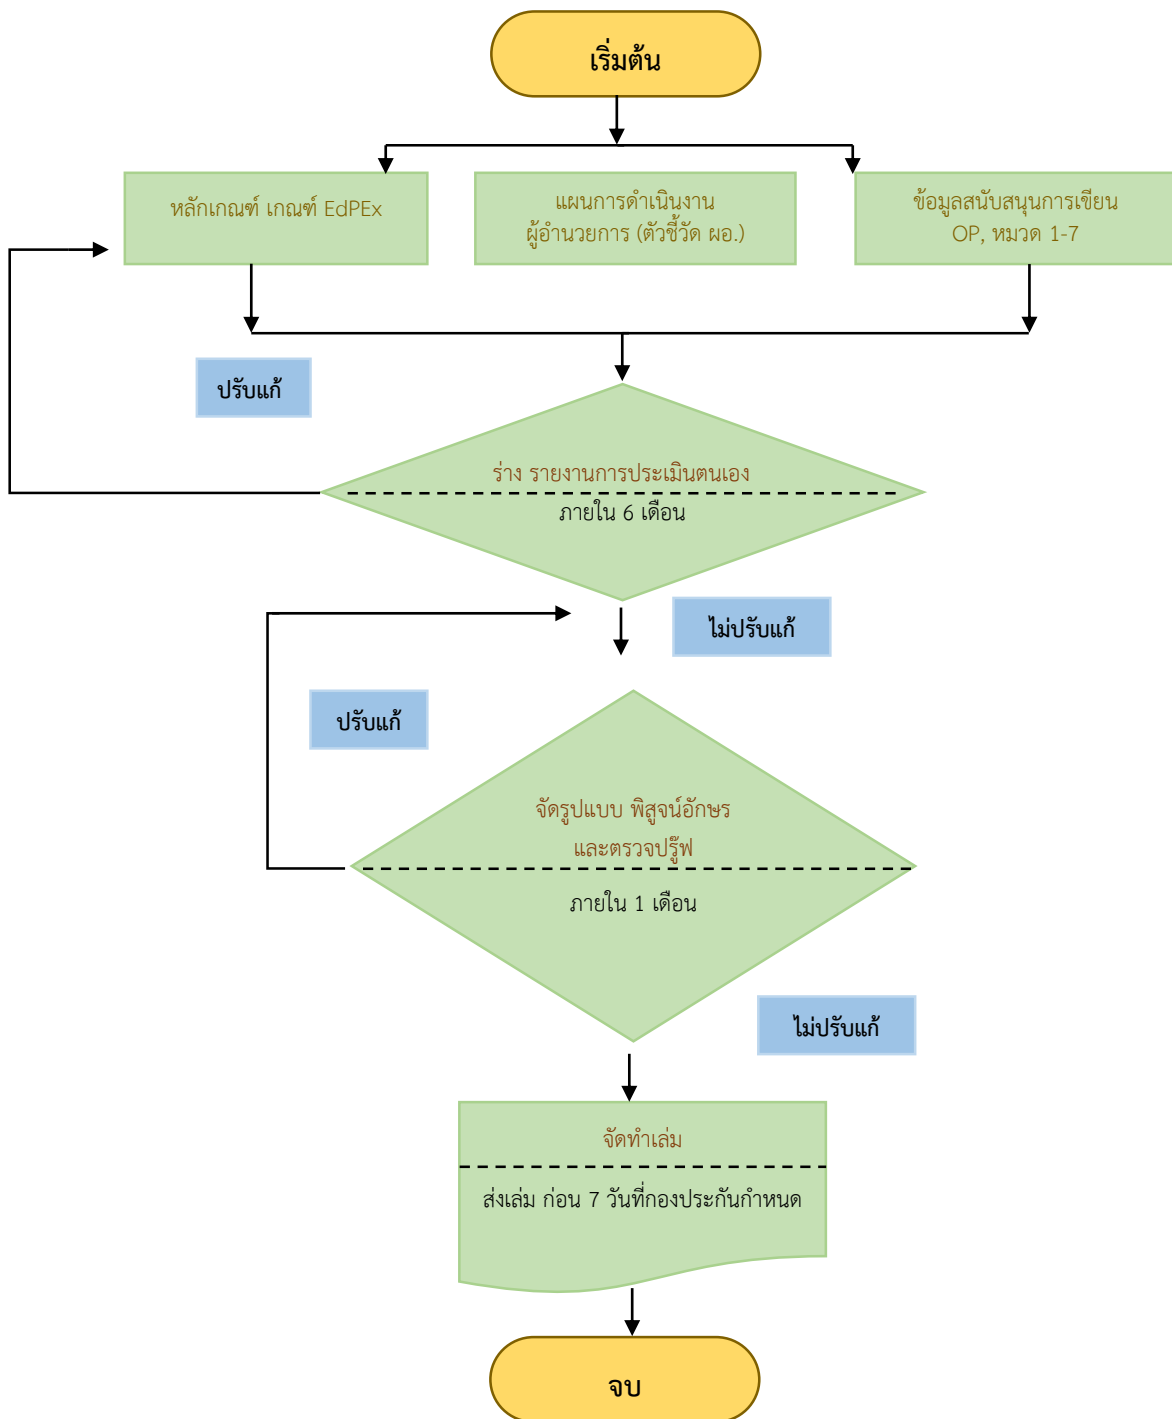 เริ่มต้น
หลักเกณฑ์ เกณฑ์ EdPEx
แผนการดำเนินงาน
ผู้อำนวยการ (ตัวชี้วัด ผอ.)
ข้อมูลสนับสนุนการเขียน
OP, หมวด 1-7
ปรับแก้
ร่าง รายงานการประเมินตนเอง
ภายใน 6 เดือน
ไม่ปรับแก้
ปรับแก้
จัดรูปแบบ พิสูจน์อักษร
และตรวจปรู๊ฟ
ภายใน 1 เดือน
ไม่ปรับแก้
จัดทำเล่ม
ส่งเล่ม ก่อน 7 วันที่กองประกันกำหนด
จบ